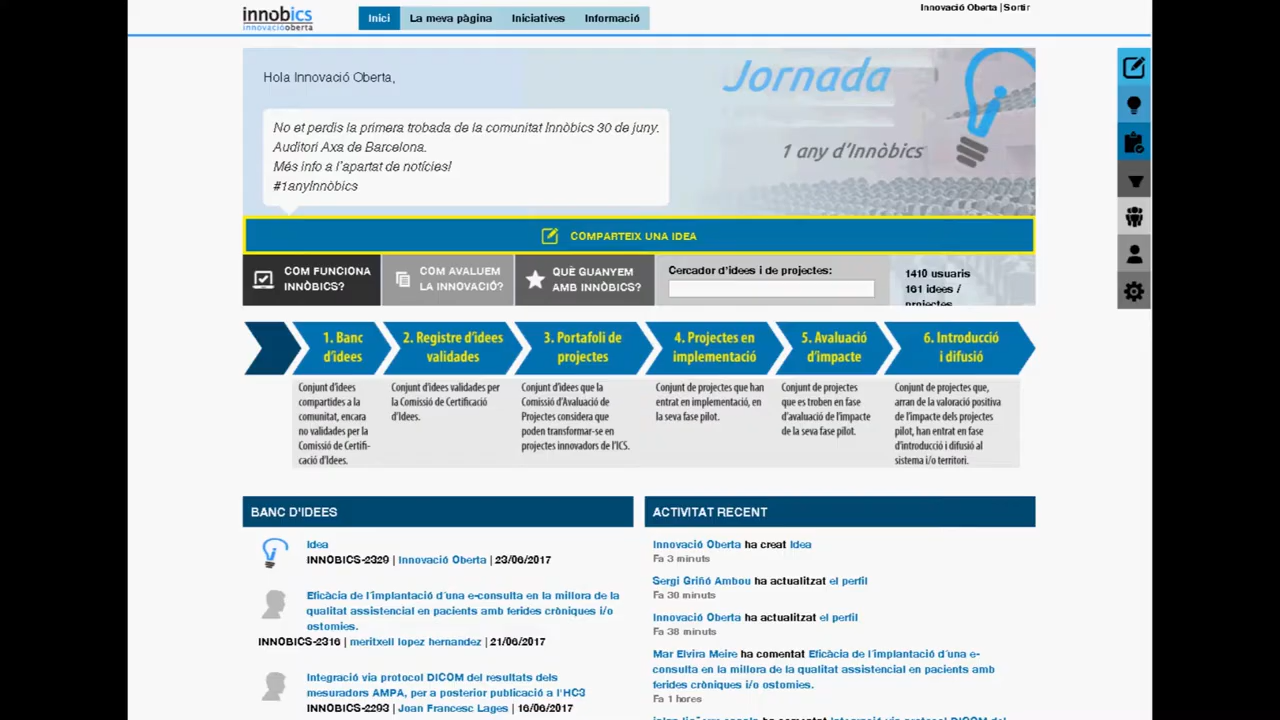 innobics
innovacióoberta
Inici
La meva pàgina
Iniciatives
Informació
Innovació Oberta | Sortir
Hola Innovació Oberta,
No et perdis la primera trobada de la comunitat Innòbics 30 de juny.
Auditori Axa de Barcelona.
Més info a l'apartat de notícies!
#1anyInnòbics
Jornada
1 any d'Innòbics
COMPARTEIX UNA IDEA
COM FUNCIONA
INNÒBICS?
COM AVALUEM
LA INNOVACIÓ?
QUÈ GUANYEM
AMB INNÒBICS?
Cercador d'idees i de projectes:
1410 usuaris
161 idees /
projectes
1. Banc
d'idees
2. Registre d'idees
validades
3. Portafoli de
projectes
4. Projectes en
implementació
5. Avaluació
d'impacte
6. Introducció
i difusió
Conjunt d'idees
compartides a la
comunitat, encara
no validades per la
Comissió de Certifi-
cació d'Idees.
Conjunt d'idees validades per
la Comissió de Certificació
d'Idees.
Conjunt d'idees que la
Comissió d'Avaluació de
Projectes considera que
poden transformar-se en
projectes innovadors de l'ICS.
Conjunt de projectes que han
entrat en implementació, en
la seva fase pilot.
Conjunt de projectes
que es troben en fase
d'avaluació de l'impacte
de la seva fase pilot.
Conjunt de projectes que,
arran de la valoració positiva
de l'impacte dels projectes
pilot, han entrat en fase
d'introducció i difusió al
sistema i/o territori.
BANC D'IDEES
Idea
INNOBICS-2329 | Innovació Oberta | 23/06/2017
Eficàcia de l´implantació d´una e-consulta en la millora de la
qualitat assistencial en pacients amb ferides cròniques i/o
ostomies.
INNOBICS-2316 | meritxell lopez hernandez | 21/06/2017
Integració via protocol DICOM del resultats dels
mesuradors AMPA, per a posterior publicació a l'HC3
INNOBICS-2293 | Joan Francesc Lages | 16/06/2017
ACTIVITAT RECENT
Innovació Oberta ha creat Idea
Fa 3 minuts
Sergi Griñó Ambou ha actualitzat el perfil
Fa 30 minuts
Innovació Oberta ha actualitzat el perfil
Fa 38 minuts
Mar Elvira Meire ha comentat Eficàcia de l´implantació d´una e-
consulta en la millora de la qualitat assistencial en pacients amb
ferides cròniques i/o ostomies.
Fa 1 hores